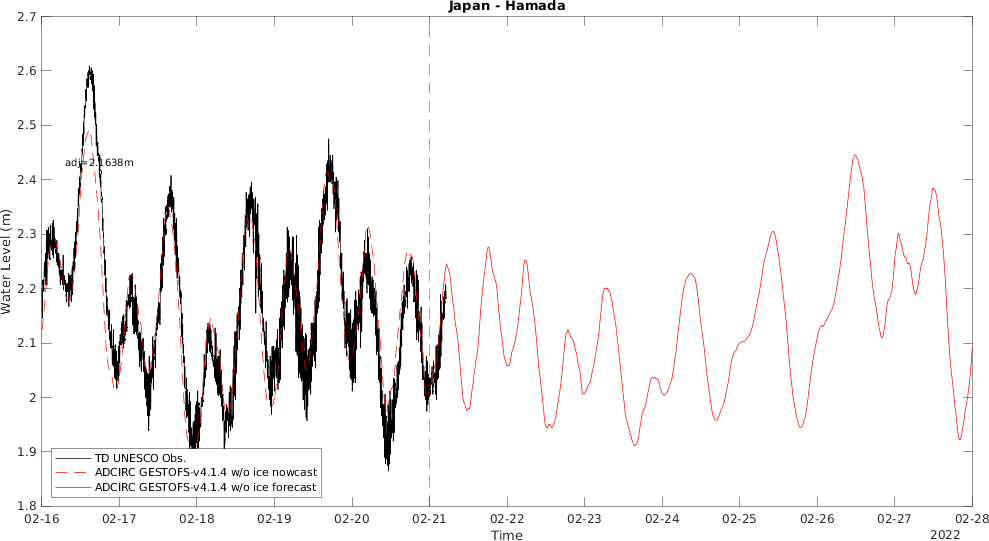 Japan - Hamada
2.7
2.6
2.5
2.4
2.3
2.2
2.1
2
1.9
1.8
Water Level (m)
adj=2.1638m
TD UNESCO Obs.
ADCIRC GESTOFS-v4.1.4 w/o ice nowcast
ADCIRC GESTOFS-v4.1.4 w/o ice forecast
02-16 02-17 02-18 02-19 02-20 02-21 02-22 02-23 02-24 02-25 02-26 02-27 02-28
Time
2022